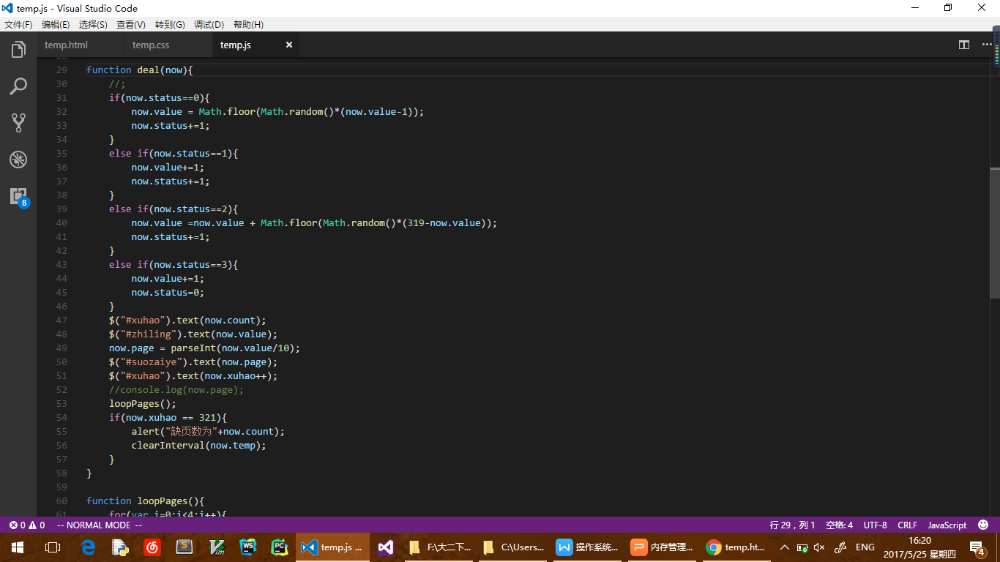 temp.js - Visual Studio Code
文件(F) 编辑(E) 选择(S) 查看(V) 转到(G) 调试(D) 帮助(H)
temp.html temp.css temp.js
29 function deal(now){
30 //;
31 if(now.status==0){
32 now.value = Math.floor(Math.random()*(now.value-1));
33 now.status+=1;
34 }
35 else if(now.status==1){
36 now.value+=1;
37 now.status+=1;
38 }
39 else if(now.status==2){
40 now.value =now.value + Math.floor(Math.random()*(319-now.value));
41 now.status+=1;
42 }
43 else if(now.status==3){
44 now.value+=1;
45 now.status=0;
46 }
47 $("#xuhao").text(now.count);
48 $("#zhiling").text(now.value);
49 now.page = parseInt(now.value/10);
50 $("#suozaiye").text(now.page);
51 $("#xuhao").text(now.xuhao++);
52 //console.log(now.page);
53 loopPages();
54 if(now.xuhao == 321){
55 alert("缺页数为"+now.count);
56 clearInterval(now.temp);
57 }
58 }
59
60 function loopPages(){
61 for(var i=0;i<4;i++){
8
0 0 -- NORMAL MODE -- 行 29，列 1 空格: 4 UTF-8 CRLF JavaScript
temp.js ... F:\大二下... C:\Users... 操作系统... 内存管理... temp.ht... ENG 16:20
2017/5/25 星期四 4